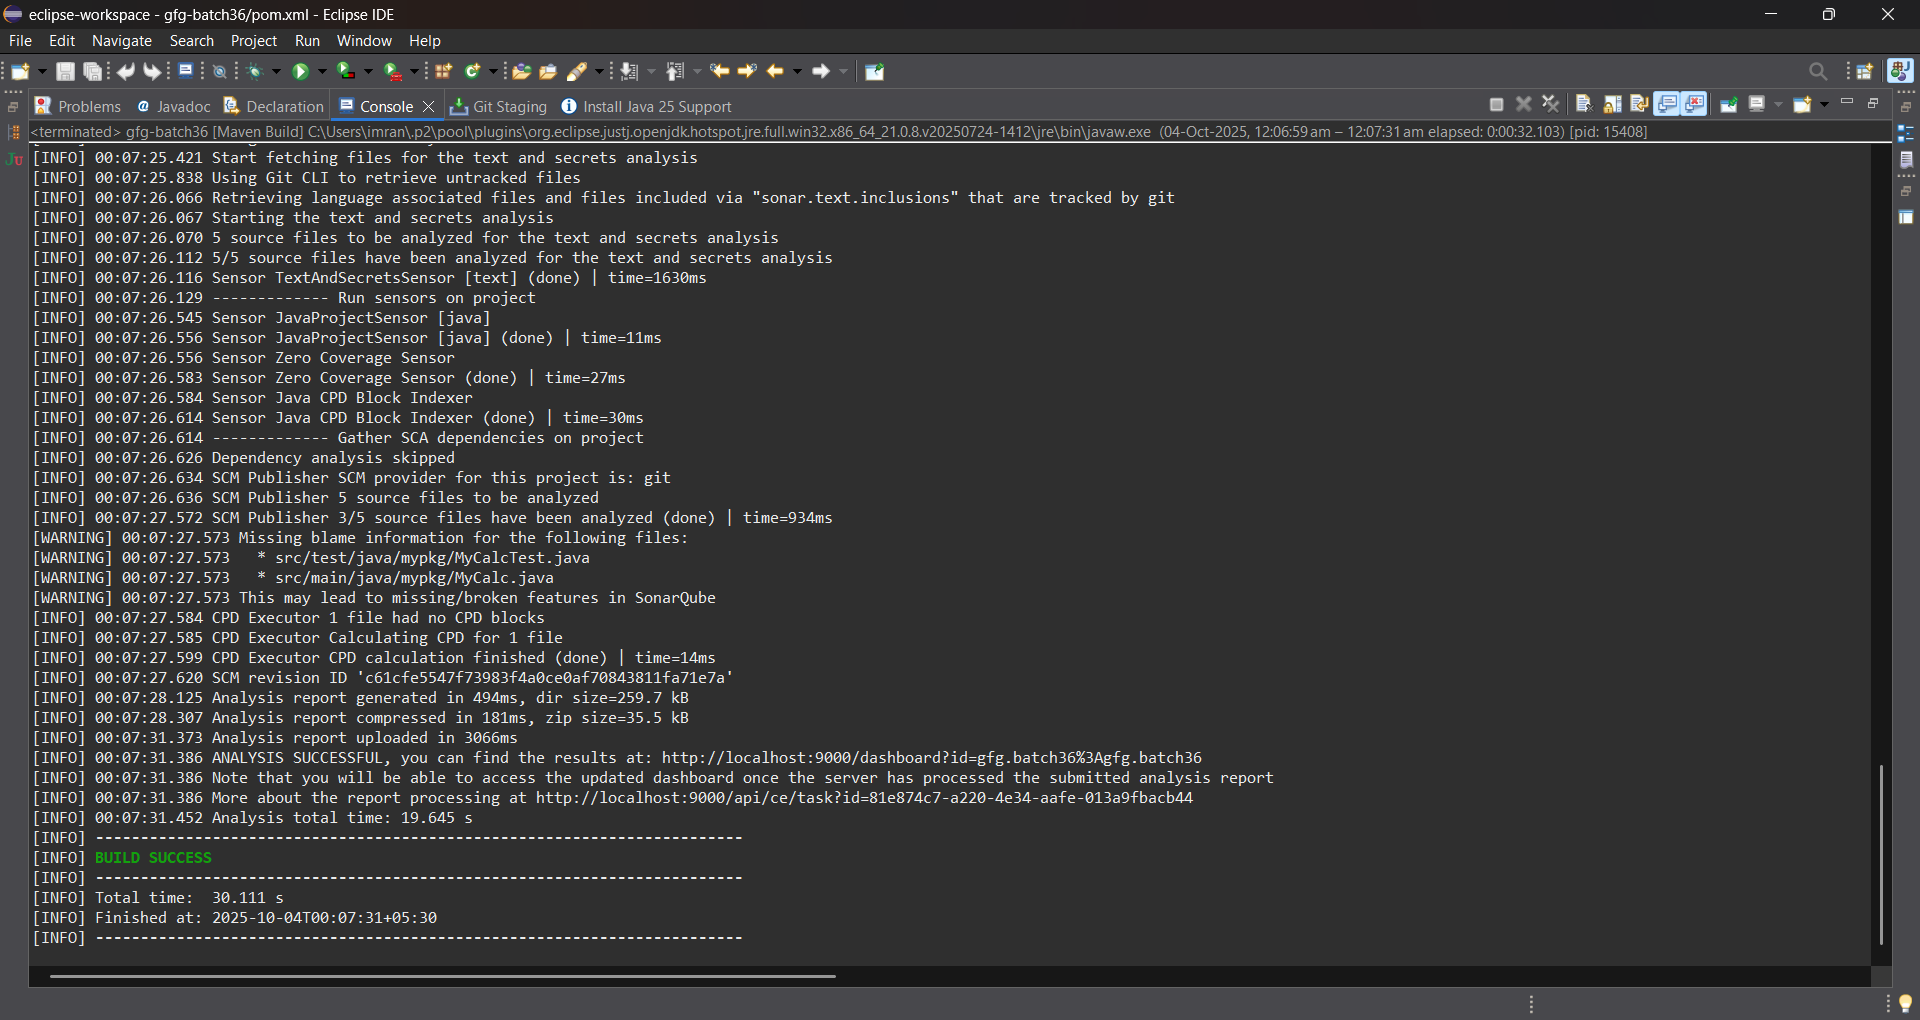 eclipse-workspace - gfg-batch36/pom.xml - Eclipse IDE
File Edit Navigate Search Project Run Window Help
Problems Javadoc Declaration Console Git Staging Install Java 25 Support
<terminated> gfg-batch36 [Maven Build] C:\Users\imran\.p2\pool\plugins\org.eclipse.justj.openjdk.hotspot.jre.full.win32.x86_64_21.0.8.v20250724-1412\jre\bin\javaw.exe (04-Oct-2025, 12:06:59 am – 12:07:31 am elapsed: 0:00:32.103) [pid: 15408]
[INFO] 00:07:25.421 Start fetching files for the text and secrets analysis
[INFO] 00:07:25.838 Using Git CLI to retrieve untracked files
[INFO] 00:07:26.066 Retrieving language associated files and files included via "sonar.text.inclusions" that are tracked by git
[INFO] 00:07:26.067 Starting the text and secrets analysis
[INFO] 00:07:26.070 5 source files to be analyzed for the text and secrets analysis
[INFO] 00:07:26.112 5/5 source files have been analyzed for the text and secrets analysis
[INFO] 00:07:26.116 Sensor TextAndSecretsSensor [text] (done) | time=1630ms
[INFO] 00:07:26.129 ------------- Run sensors on project
[INFO] 00:07:26.545 Sensor JavaProjectSensor [java]
[INFO] 00:07:26.556 Sensor JavaProjectSensor [java] (done) | time=11ms
[INFO] 00:07:26.556 Sensor Zero Coverage Sensor
[INFO] 00:07:26.583 Sensor Zero Coverage Sensor (done) | time=27ms
[INFO] 00:07:26.584 Sensor Java CPD Block Indexer
[INFO] 00:07:26.614 Sensor Java CPD Block Indexer (done) | time=30ms
[INFO] 00:07:26.614 ------------- Gather SCA dependencies on project
[INFO] 00:07:26.626 Dependency analysis skipped
[INFO] 00:07:26.634 SCM Publisher SCM provider for this project is: git
[INFO] 00:07:26.636 SCM Publisher 5 source files to be analyzed
[INFO] 00:07:27.572 SCM Publisher 3/5 source files have been analyzed (done) | time=934ms
[WARNING] 00:07:27.573 Missing blame information for the following files:
[WARNING] 00:07:27.573   * src/test/java/mypkg/MyCalcTest.java
[WARNING] 00:07:27.573   * src/main/java/mypkg/MyCalc.java
[WARNING] 00:07:27.573 This may lead to missing/broken features in SonarQube
[INFO] 00:07:27.584 CPD Executor 1 file had no CPD blocks
[INFO] 00:07:27.585 CPD Executor Calculating CPD for 1 file
[INFO] 00:07:27.599 CPD Executor CPD calculation finished (done) | time=14ms
[INFO] 00:07:27.620 SCM revision ID 'c61cfe5547f73983f4a0ce0af70843811fa71e7a'
[INFO] 00:07:28.125 Analysis report generated in 494ms, dir size=259.7 kB
[INFO] 00:07:28.307 Analysis report compressed in 181ms, zip size=35.5 kB
[INFO] 00:07:31.373 Analysis report uploaded in 3066ms
[INFO] 00:07:31.386 ANALYSIS SUCCESSFUL, you can find the results at: http://localhost:9000/dashboard?id=gfg.batch36%3Agfg.batch36
[INFO] 00:07:31.386 Note that you will be able to access the updated dashboard once the server has processed the submitted analysis report
[INFO] 00:07:31.386 More about the report processing at http://localhost:9000/api/ce/task?id=81e874c7-a220-4e34-aafe-013a9fbacb44
[INFO] 00:07:31.452 Analysis total time: 19.645 s
[INFO] ------------------------------------------------------------------------
[INFO] BUILD SUCCESS
[INFO] ------------------------------------------------------------------------
[INFO] Total time:  30.111 s
[INFO] Finished at: 2025-10-04T00:07:31+05:30
[INFO] ------------------------------------------------------------------------